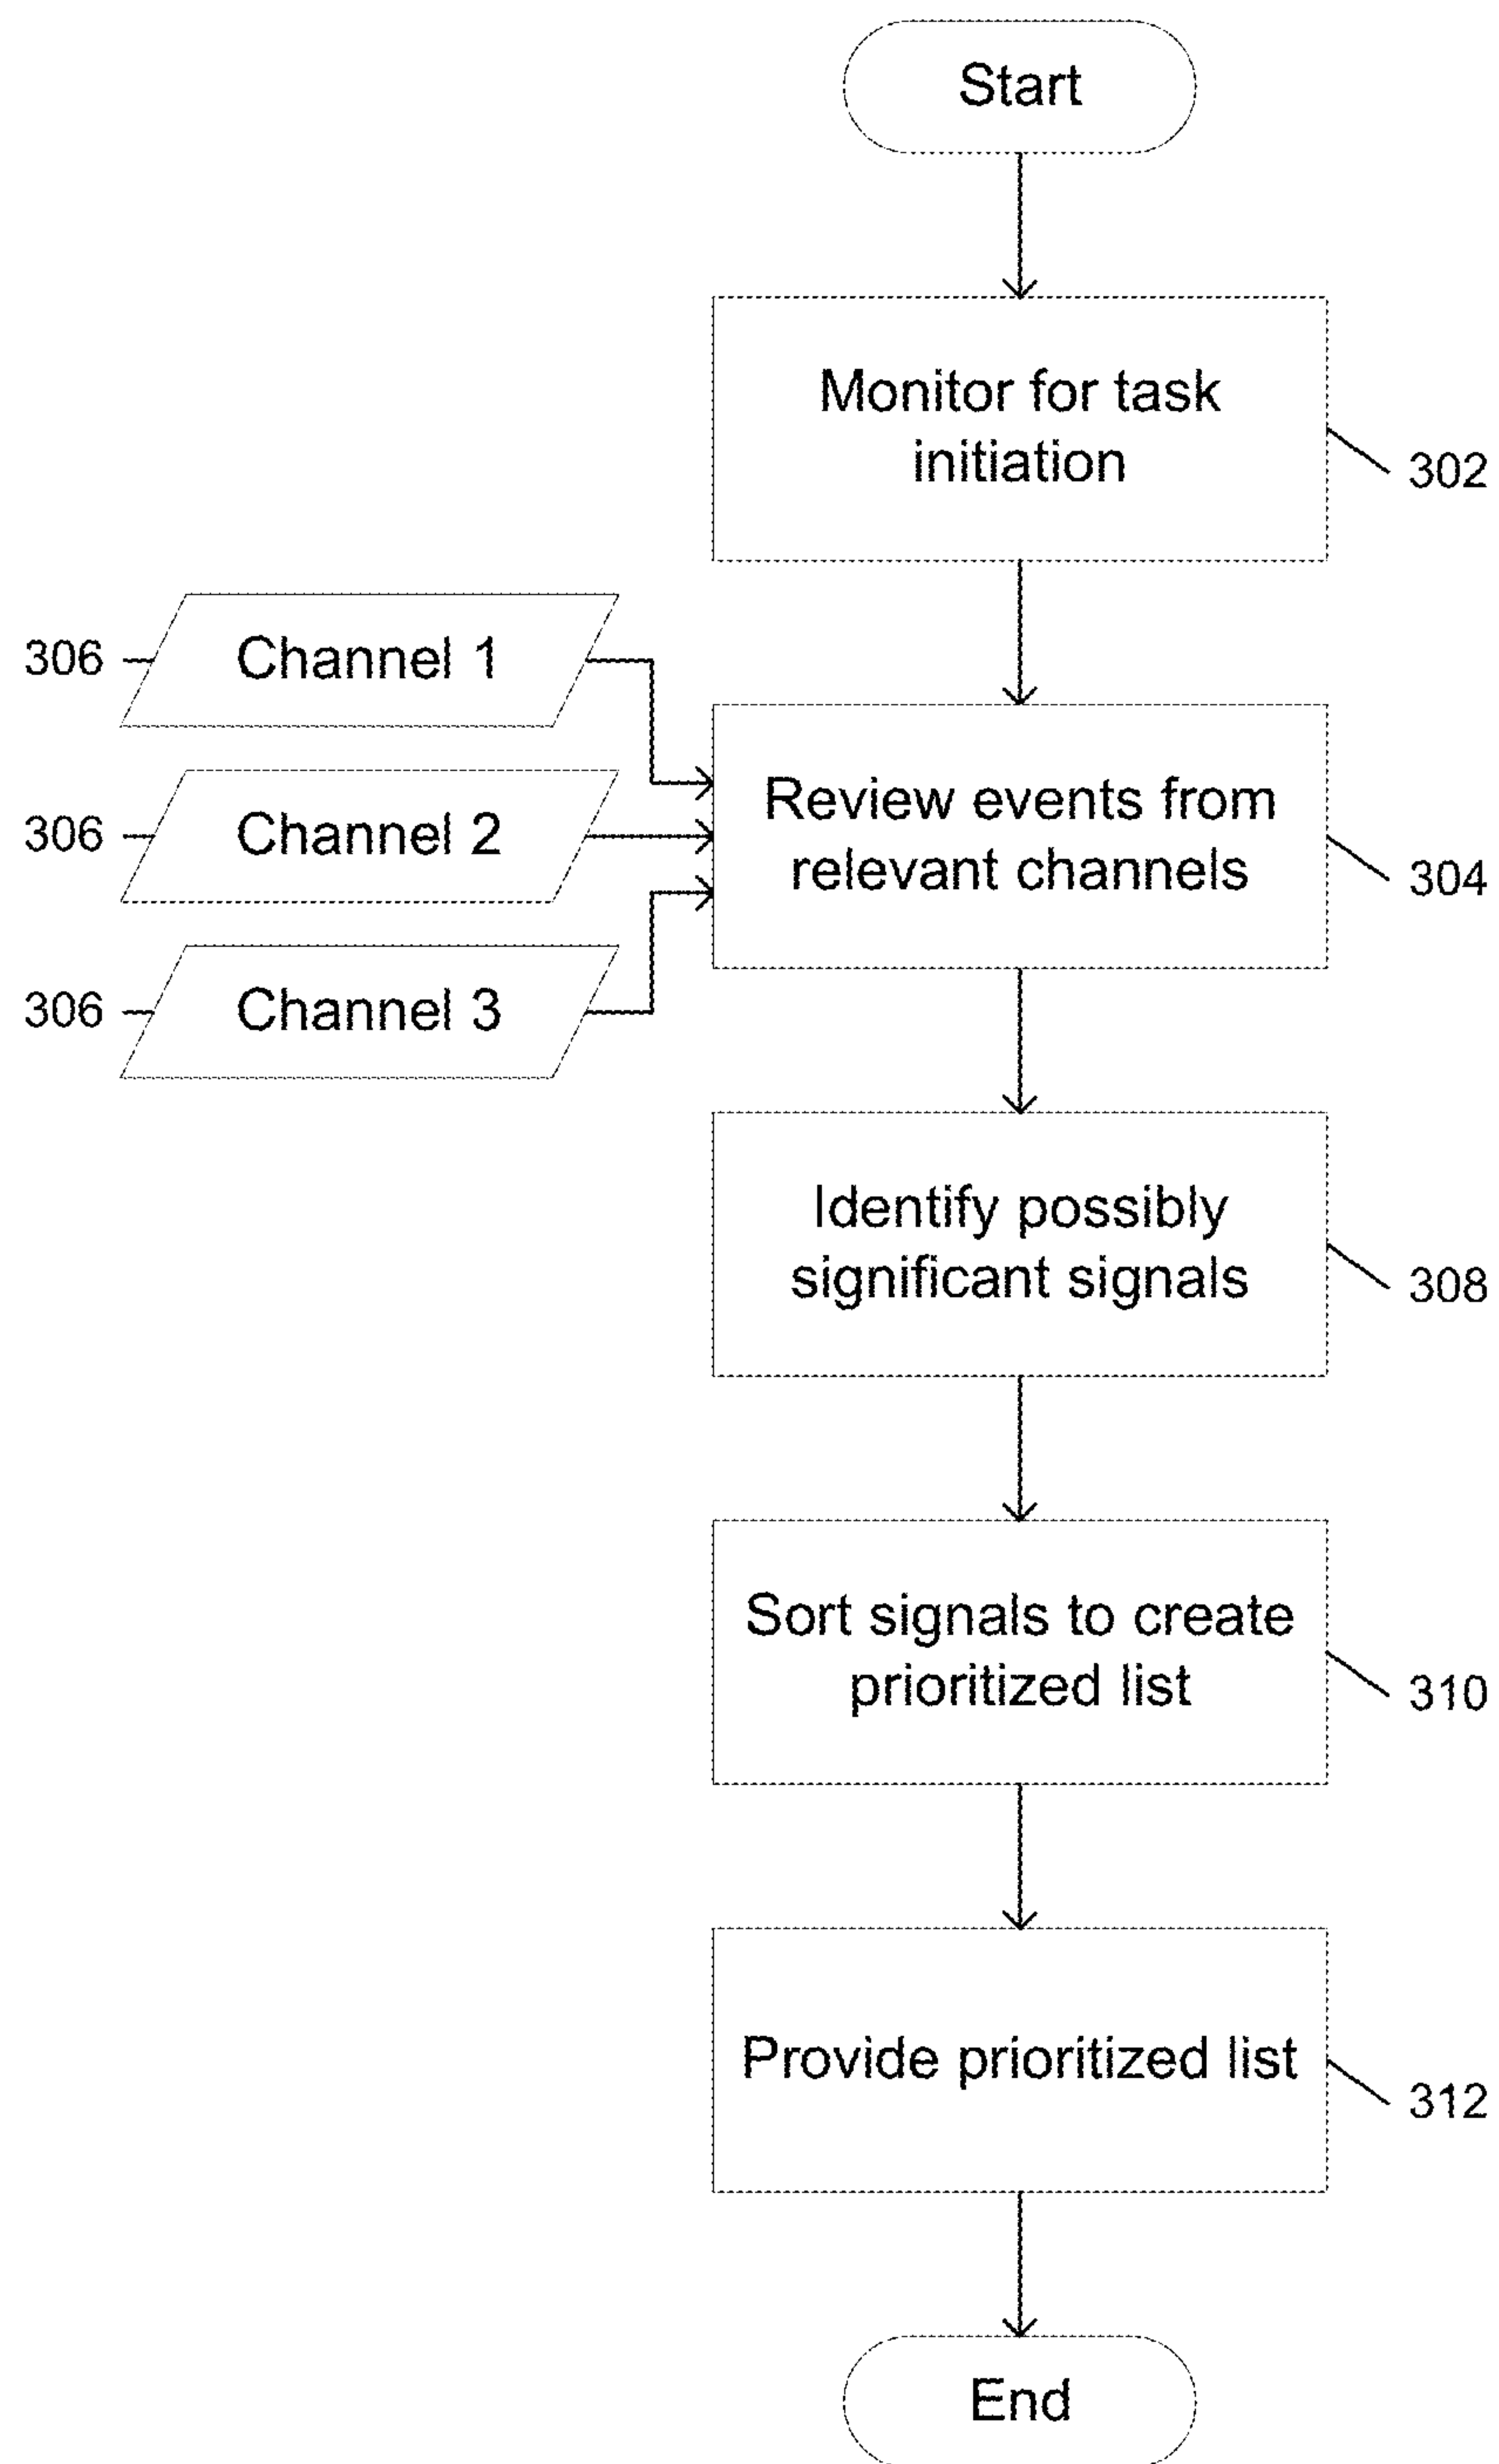 Start
Monitor for task
initiation
302
306
Channel 1
306
Channel 2
306
Channel 3
Review events from
relevant channels
304
Identify possibly
significant signals
308
Sort signals to create
prioritized list
310
Provide prioritized list
312
End